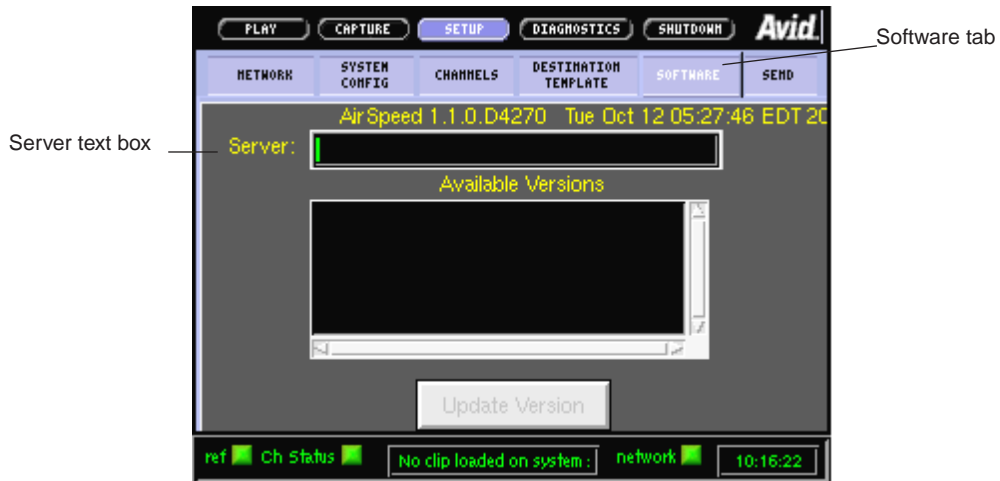 PLAY CAPTURE SETUP DIAGNOSTICS SHUTDOWN Avid
Software tab
NETWORK SYSTEM CONFIG CHANNELS DESTINATION TEMPLATE SOFTWARE SEND
AirSpeed 1.1.0.D4270 Tue Oct 12 05:27:46 EDT 20
Server text box
Server:
Available Versions
Update Version
ref Ch Status No clip loaded on system : network 10:16:22